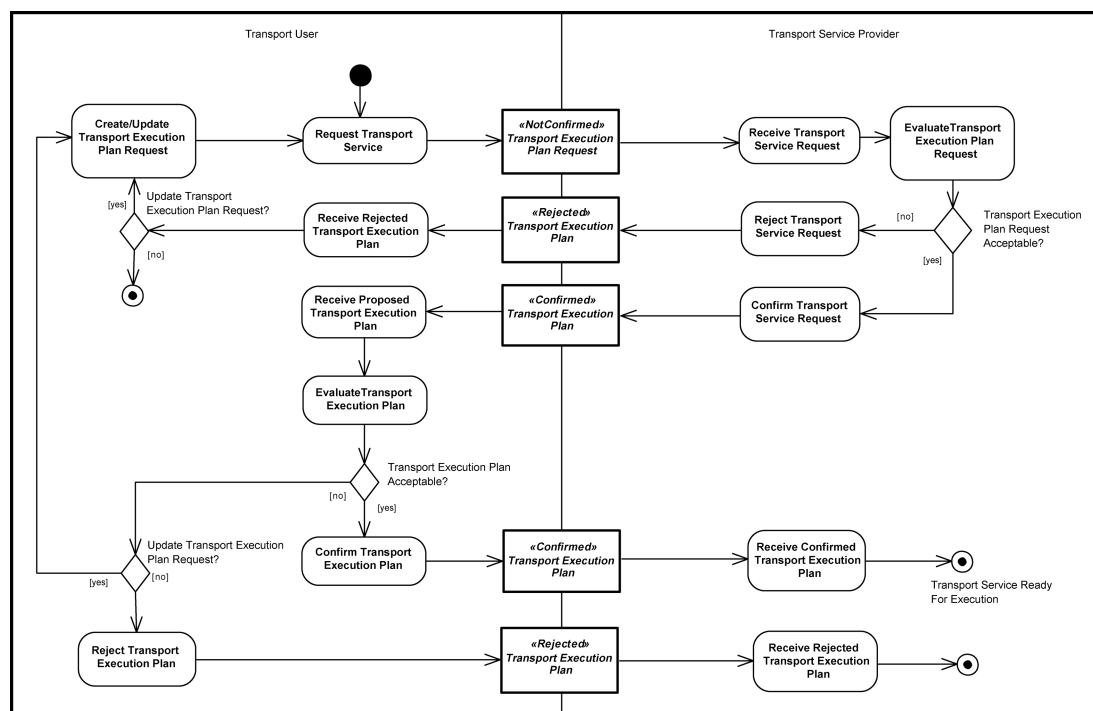 Transport User
Transport Service Provider
Create/Update
Transport Execution
Plan Request
Request Transport
Service
«NotConfirmed»
Transport Execution
Plan Request
Receive Transport
Service Request
EvaluateTransport
Execution Plan
Request
[yes]
Update Transport
Execution Plan Request?
[no]
Receive Rejected
Transport Execution
Plan
«Rejected»
Transport Execution
Plan
Reject Transport
Service Request
[no]
[yes]
Transport Execution
Plan Request
Acceptable?
Receive Proposed
Transport Execution
Plan
«Confirmed»
Transport Execution
Plan
Confirm Transport
Service Request
EvaluateTransport
Execution Plan
Transport Execution Plan
Acceptable?
[no]
[yes]
Update Transport Execution
Plan Request?
[yes]
[no]
Confirm Transport
Execution Plan
«Confirmed»
Transport Execution
Plan
Receive Confirmed
Transport Execution
Plan
Transport Service Ready
For Execution
Reject Transport
Execution Plan
«Rejected»
Transport Execution
Plan
Receive Rejected
Transport Execution
Plan